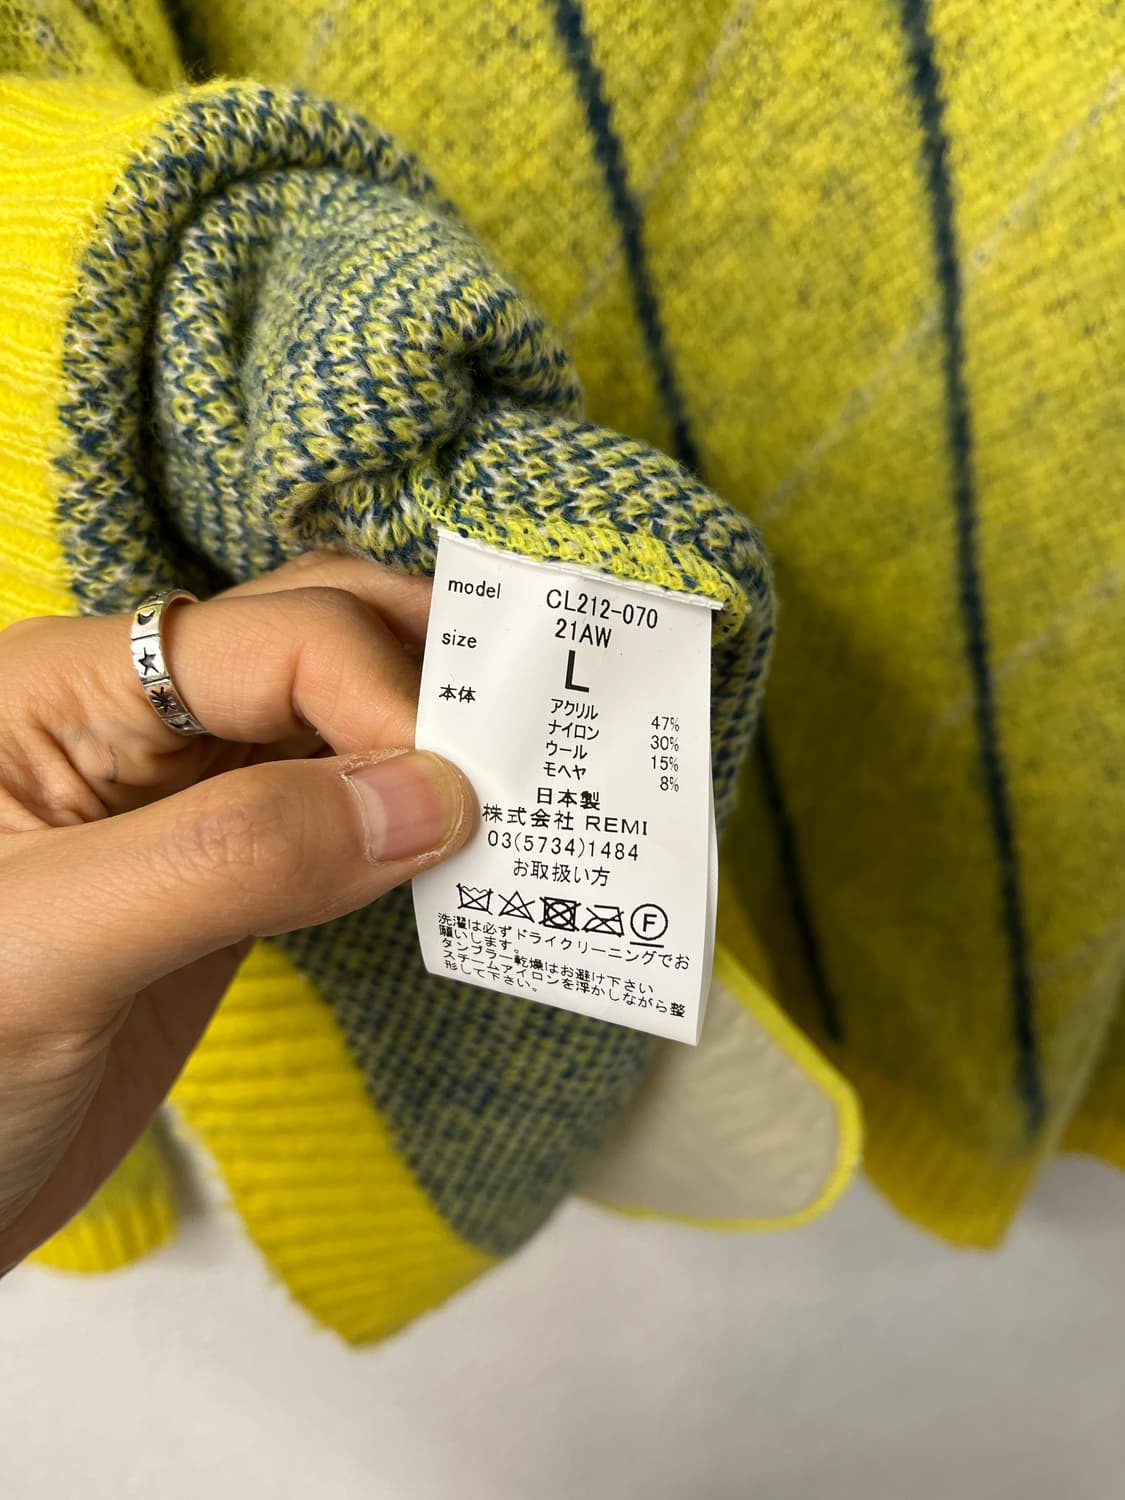 model CL212-070
21AW
size L
本体 アクリル 47%
ナイロン 30%
ウール 15%
モヘヤ 8%
日本製
株式会社 REMI
03(5734)1484
お取扱い方
F
洗濯は必ずドライクリーニングでお
願いします。
タンブラー乾燥はお避け下さい
スチームアイロンを浮かしながら整
形して下さい。